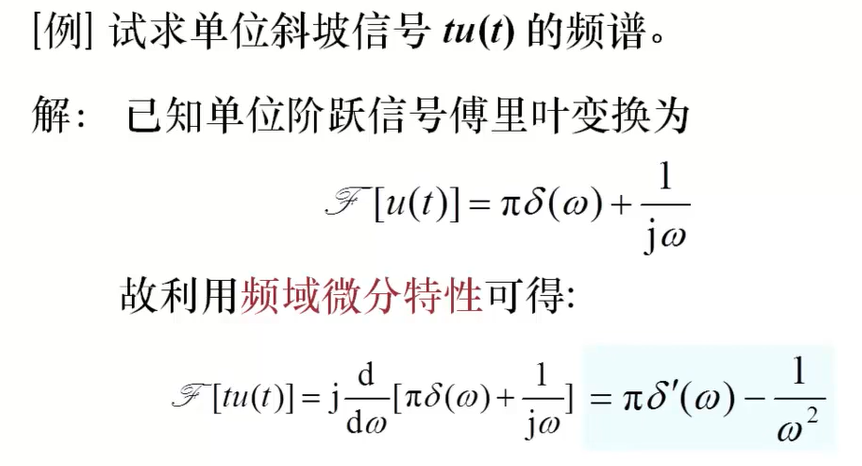 [例] 试求单位斜坡信号 tu(t) 的频谱。
解： 已知单位阶跃信号傅里叶变换为
ℱ[u(t)] = πδ(ω) + 1/jω
故利用频域微分特性可得:
ℱ[tu(t)] = j d/dω [πδ(ω) + 1/jω] = πδ′(ω) − 1/ω²